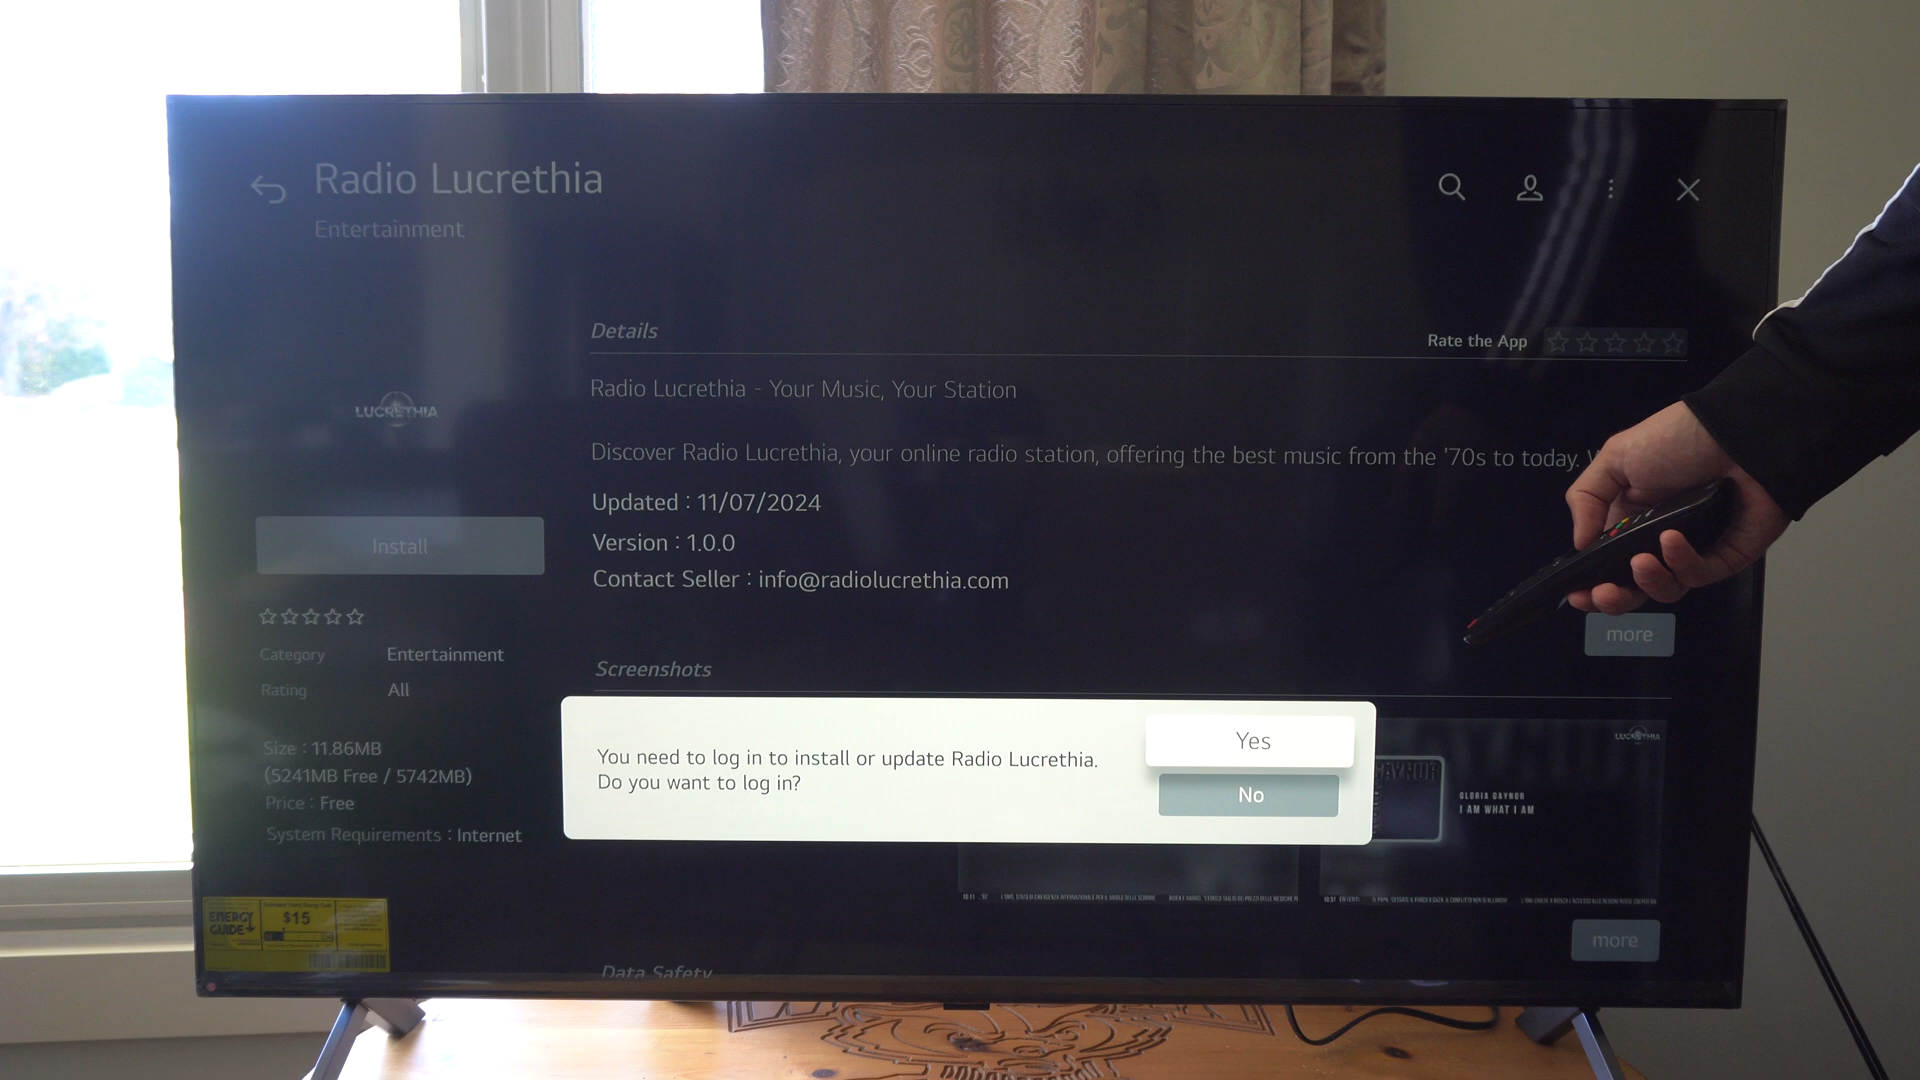 Radio Lucrethia
Entertainment
Details
Rate the App
Radio Lucrethia - Your Music, Your Station
LUCRETHIA
Discover Radio Lucrethia, your online radio station, offering the best music from the '70s to today.
Updated : 11/07/2024
Version : 1.0.0
Contact Seller : info@radiolucrethia.com
Install
more
Category Entertainment
Rating All
Screenshots
Size : 11.86MB
(5241MB Free / 5742MB)
Price : Free
System Requirements : Internet
You need to log in to install or update Radio Lucrethia.
Do you want to log in?
Yes
No
LUCRETHIA
GAYNOR
GLORIA GAYNOR
I AM WHAT I AM
more
Data Safety
ENERGY
GUIDE
$15